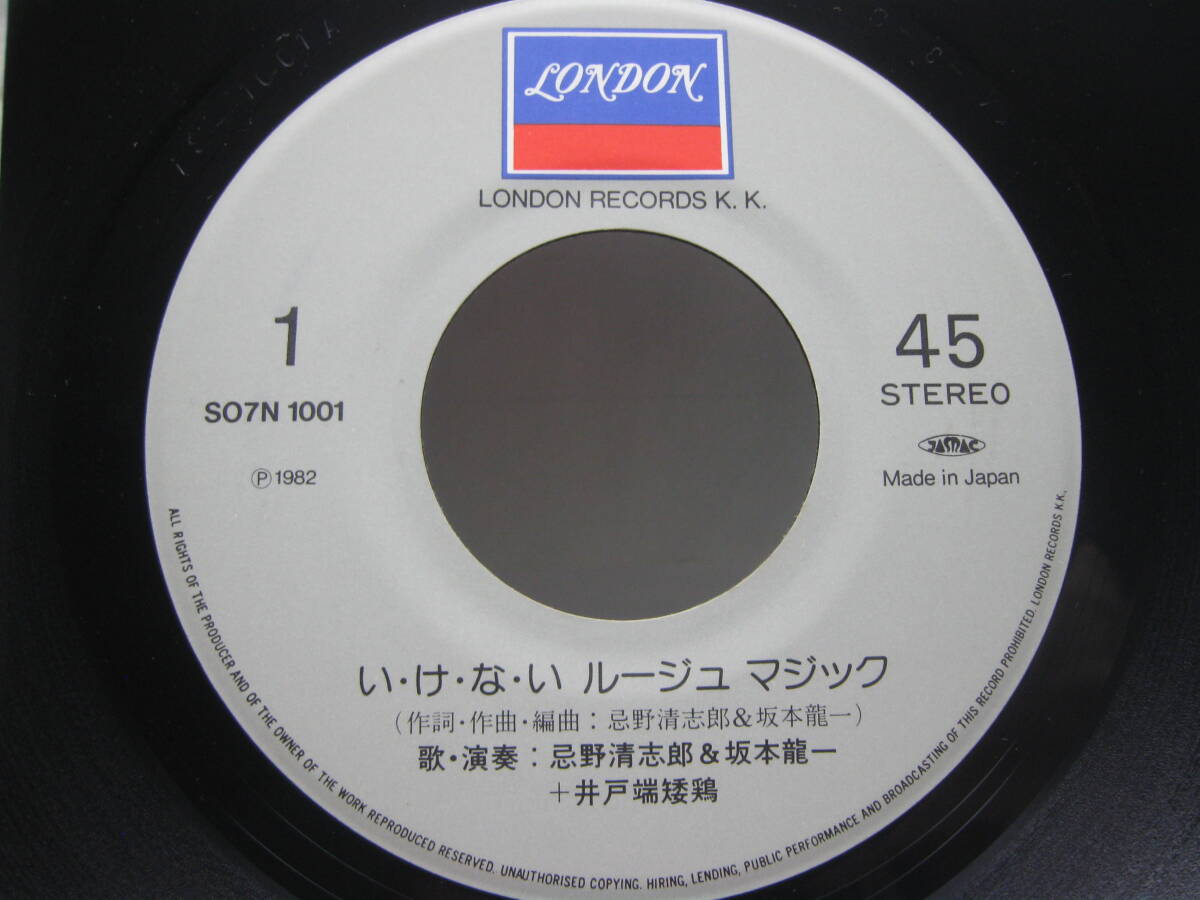 LONDON
LONDON RECORDS K. K.
1
SO7N 1001
Ⓟ 1982
45
STEREO
JASRAC
Made in Japan
い・け・な・い ルージュ マジック
(作詞・作曲・編曲：忌野清志郎&坂本龍一)
歌・演奏：忌野清志郎&坂本龍一
＋井戸端矮鶏
ALL RIGHTS OF THE PRODUCER AND OF THE OWNER OF THE WORK REPRODUCED RESERVED. UNAUTHORISED COPYING. HIRING, LENDING, PUBLIC PERFORMANCE AND BROADCASTING OF THIS RECORD PROHIBITED. LONDON RECORDS K.K.